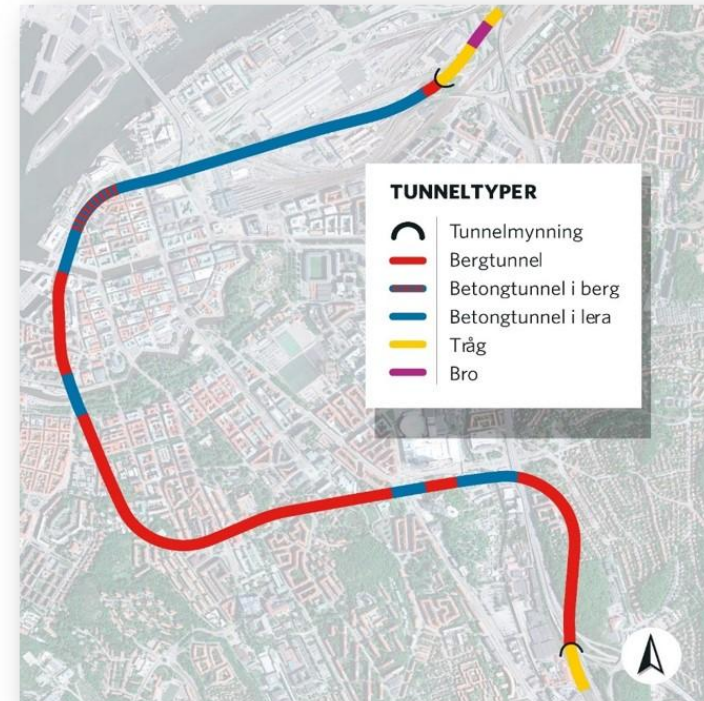 TUNNELTYPER
Tunnelmynning
Bergtunnel
Betongtunnel i berg
Betongtunnel i lera
Tråg
Bro